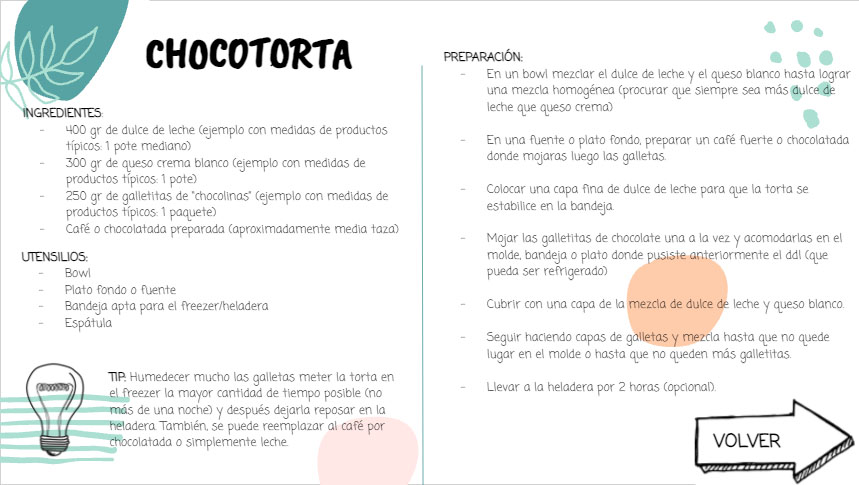 CHOCOTORTA
INGREDIENTES:
- 400 gr de dulce de leche (ejemplo con medidas de productos
típicos: 1 pote mediano)
- 300 gr de queso crema blanco (ejemplo con medidas de
productos típicos: 1 pote)
- 250 gr de galletitas de "chocolinas" (ejemplo con medidas de
productos típicos: 1 paquete)
- Café o chocolatada preparada (aproximadamente media taza)
UTENSILIOS:
- Bowl
- Plato fondo o fuente
- Bandeja apta para el freezer/heladera
- Espátula
TIP: Humedecer mucho las galletas meter la torta en
el freezer la mayor cantidad de tiempo posible (no
más de una noche) y después dejarla reposar en la
heladera. También, se puede reemplazar al café por
chocolatada o simplemente leche.
PREPARACIÓN:
- En un bowl mezclar el dulce de leche y el queso blanco hasta lograr
una mezcla homogénea (procurar que siempre sea más dulce de
leche que queso crema)
- En una fuente o plato fondo, preparar un café fuerte o chocolatada
donde mojaras luego las galletas.
- Colocar una capa fina de dulce de leche para que la torta se
estabilice en la bandeja.
- Mojar las galletitas de chocolate una a la vez y acomodarlas en el
molde, bandeja o plato donde pusiste anteriormente el ddl (que
pueda ser refrigerado)
- Cubrir con una capa de la mezcla de dulce de leche y queso blanco.
- Seguir haciendo capas de galletas y mezcla hasta que no quede
lugar en el molde o hasta que no queden más galletitas.
- Llevar a la heladera por 2 horas (opcional).
VOLVER